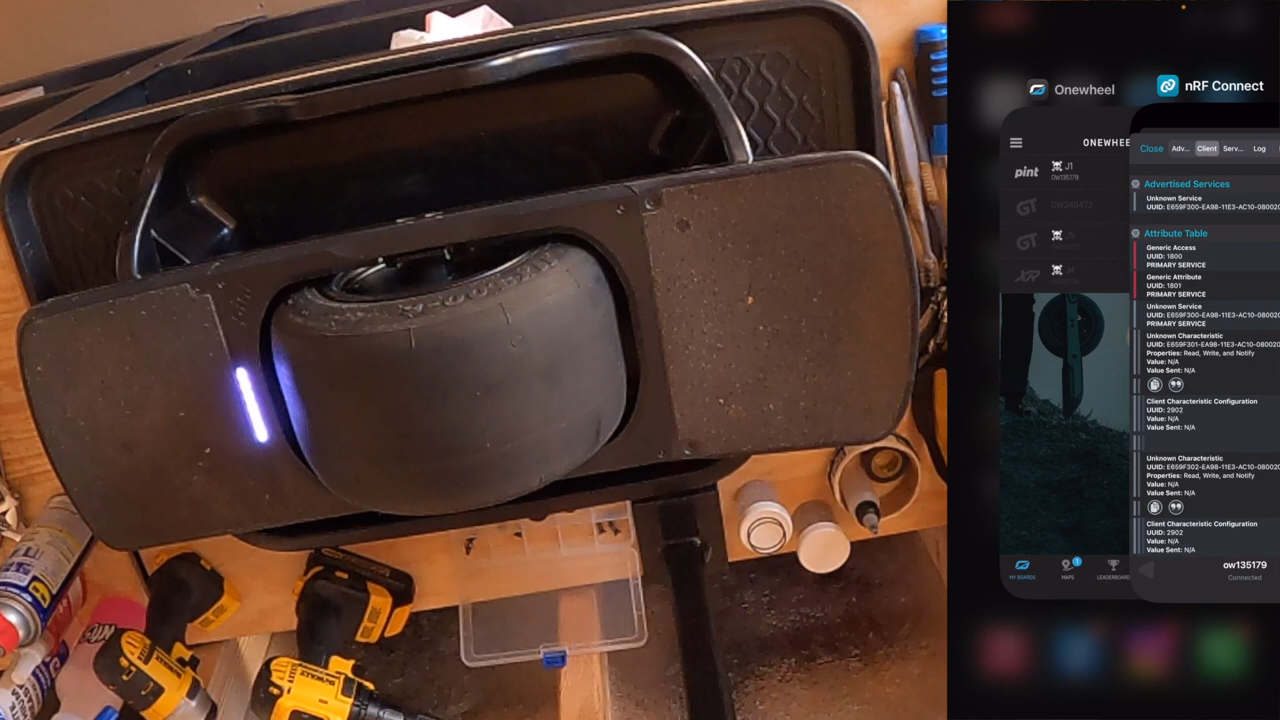 Onewheel
nRF Connect
ONEWHEE
pint
J1
OW135179
GT
GT
J5
XR
J4
MY BOARDS
MAPS
1
LEADERBOARD
Close
Adv...
Client
Serv...
Log
Advertised Services
Unknown Service
UUID: E659F300-EA98-11E3-AC10-080020
Attribute Table
Generic Access
UUID: 1800
PRIMARY SERVICE
Generic Attribute
UUID: 1801
PRIMARY SERVICE
Unknown Service
UUID: E659F300-EA98-11E3-AC10-080020
PRIMARY SERVICE
Unknown Characteristic
UUID: E659F301-EA98-11E3-AC10-080020
Properties: Read, Write, and Notify
Value: N/A
Value Sent: N/A
Client Characteristic Configuration
UUID: 2902
Value: N/A
Value Sent: N/A
Unknown Characteristic
UUID: E659F302-EA98-11E3-AC10-080020
Properties: Read, Write, and Notify
Value: N/A
Value Sent: N/A
Client Characteristic Configuration
UUID: 2902
Value: N/A
Value Sent: N/A
ow135179
Connected
DEWALT